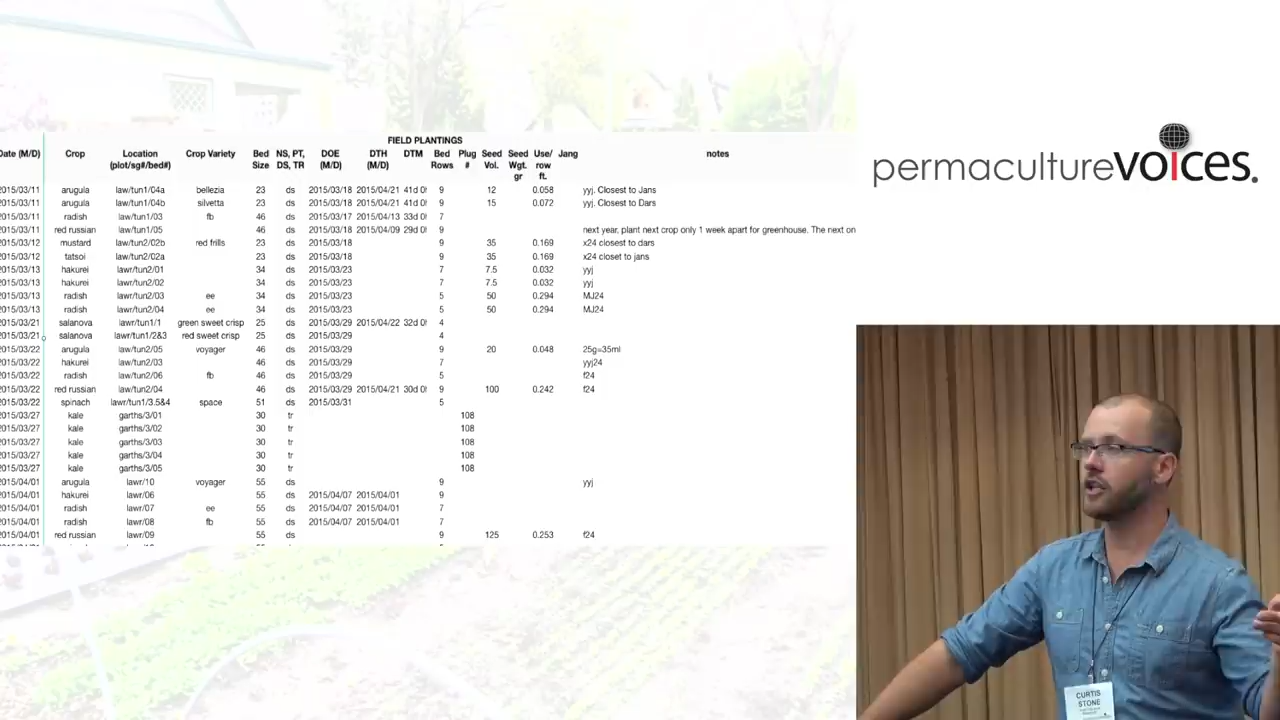 permaculturevoices.
FIELD PLANTINGS
Date (M/D) Crop Location (plot/sg#/bed#) Crop Variety Bed Size NS, PT, DS, TR DOE (M/D) DTH (M/D) DTM Bed Rows Plug # Seed Vol. Seed Wgt. gr Use/ row ft. Jang notes
2015/03/11 arugula law/tun1/04a bellezia 23 ds 2015/03/18 2015/04/21 41d 9 12 0.058 yyj. Closest to Jans
2015/03/11 arugula law/tun1/04b silvetta 23 ds 2015/03/18 2015/04/21 41d 9 15 0.072 yyj. Closest to Dars
2015/03/11 radish law/tun1/03 fb 46 ds 2015/03/17 2015/04/13 33d 7
2015/03/11 red russian law/tun1/05 46 ds 2015/03/18 2015/04/09 29d 9 next year, plant next crop only 1 week apart for greenhouse. The next on
2015/03/12 mustard law/tun2/02b red frills 23 ds 2015/03/18 9 35 0.169 x24 closest to dars
2015/03/12 tatsoi law/tun2/02a 23 ds 2015/03/18 9 35 0.169 x24 closet to jans
2015/03/13 hakurei lawr/tun2/01 34 ds 2015/03/23 7 7.5 0.032 yyj
2015/03/13 hakurei lawr/tun2/02 34 ds 2015/03/23 7 7.5 0.032 yyj
2015/03/13 radish lawr/tun2/03 ee 34 ds 2015/03/23 5 50 0.294 MJ24
2015/03/13 radish lawr/tun2/04 ee 34 ds 2015/03/23 5 50 0.294 MJ24
2015/03/21 salanova lawr/tun1/1 green sweet crisp 25 ds 2015/03/29 2015/04/22 32d 4
2015/03/21 salanova lawr/tun1/2&3 red sweet crisp 25 ds 2015/03/29 4
2015/03/22 arugula law/tun2/05 voyager 46 ds 2015/03/29 9 20 0.048 25g=35ml
2015/03/22 hakurei law/tun2/03 46 ds 2015/03/29 7 yyj24
2015/03/22 radish law/tun2/06 fb 46 ds 2015/03/29 5 f24
2015/03/22 red russian law/tun2/04 46 ds 2015/03/29 2015/04/21 30d 9 100 0.242 f24
2015/03/22 spinach lawr/tun1/3.5&4 space 51 ds 2015/03/31 5
2015/03/27 kale garths/3/01 30 tr 108
2015/03/27 kale garths/3/02 30 tr 108
2015/03/27 kale garths/3/03 30 tr 108
2015/03/27 kale garths/3/04 30 tr 108
2015/03/27 kale garths/3/05 30 tr 108
2015/04/01 arugula lawr/10 voyager 55 ds 9 yyj
2015/04/01 hakurei lawr/06 55 ds 2015/04/07 2015/04/01 9
2015/04/01 radish lawr/07 ee 55 ds 2015/04/07 2015/04/01 7
2015/04/01 radish lawr/08 fb 55 ds 2015/04/07 2015/04/01 7
2015/04/01 red russian lawr/09 55 ds 9 125 0.253 f24
CURTIS
STONE